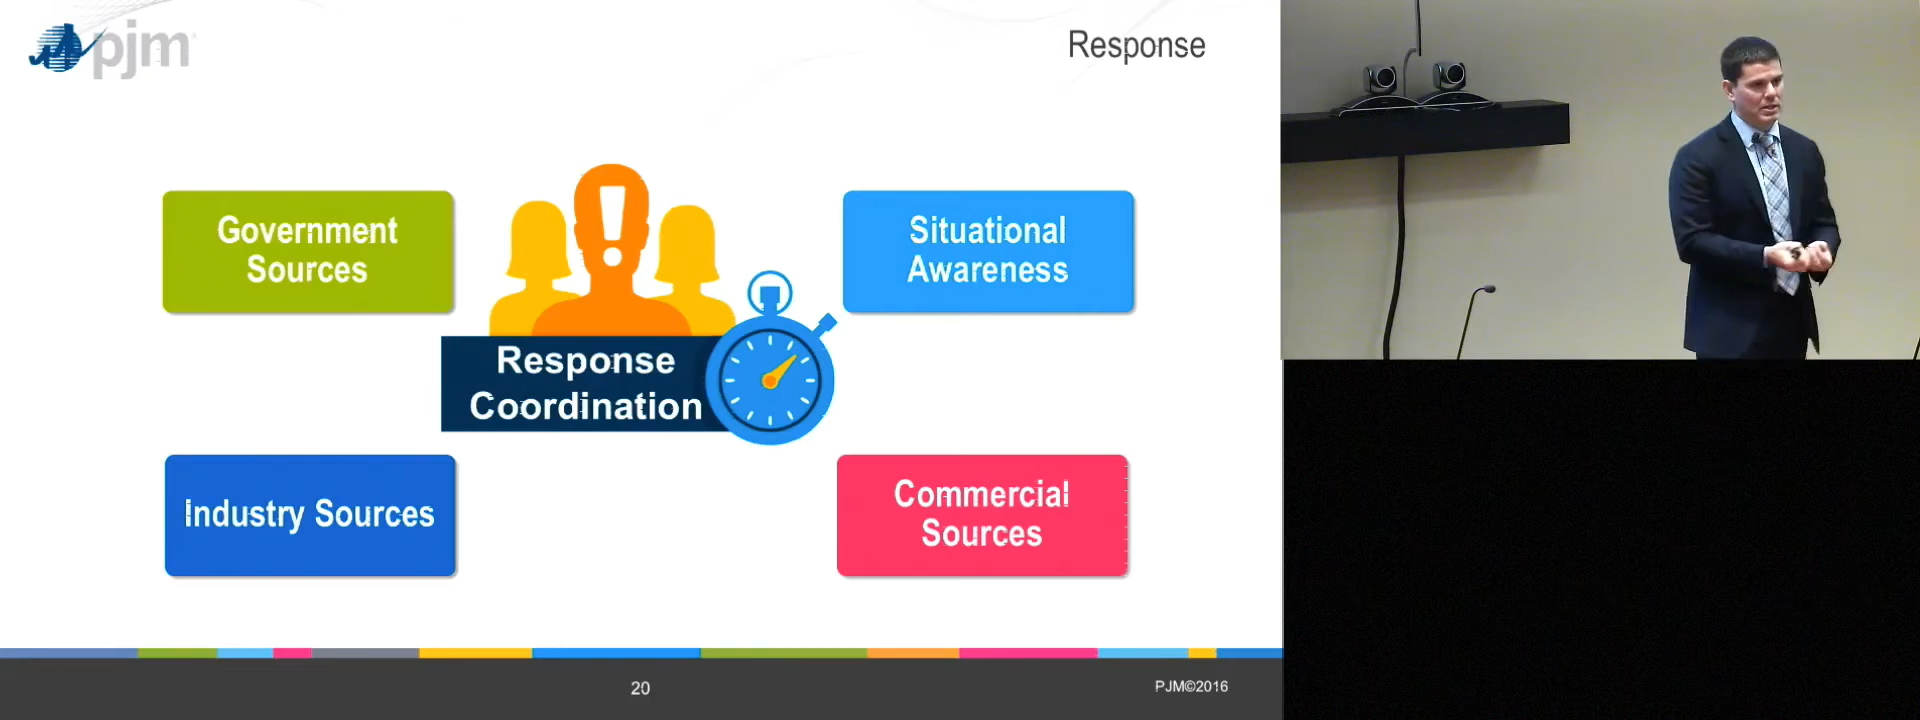 pjm
Response
Government
Sources
Situational
Awareness
Response
Coordination
Industry Sources
Commercial
Sources
20
PJM©2016